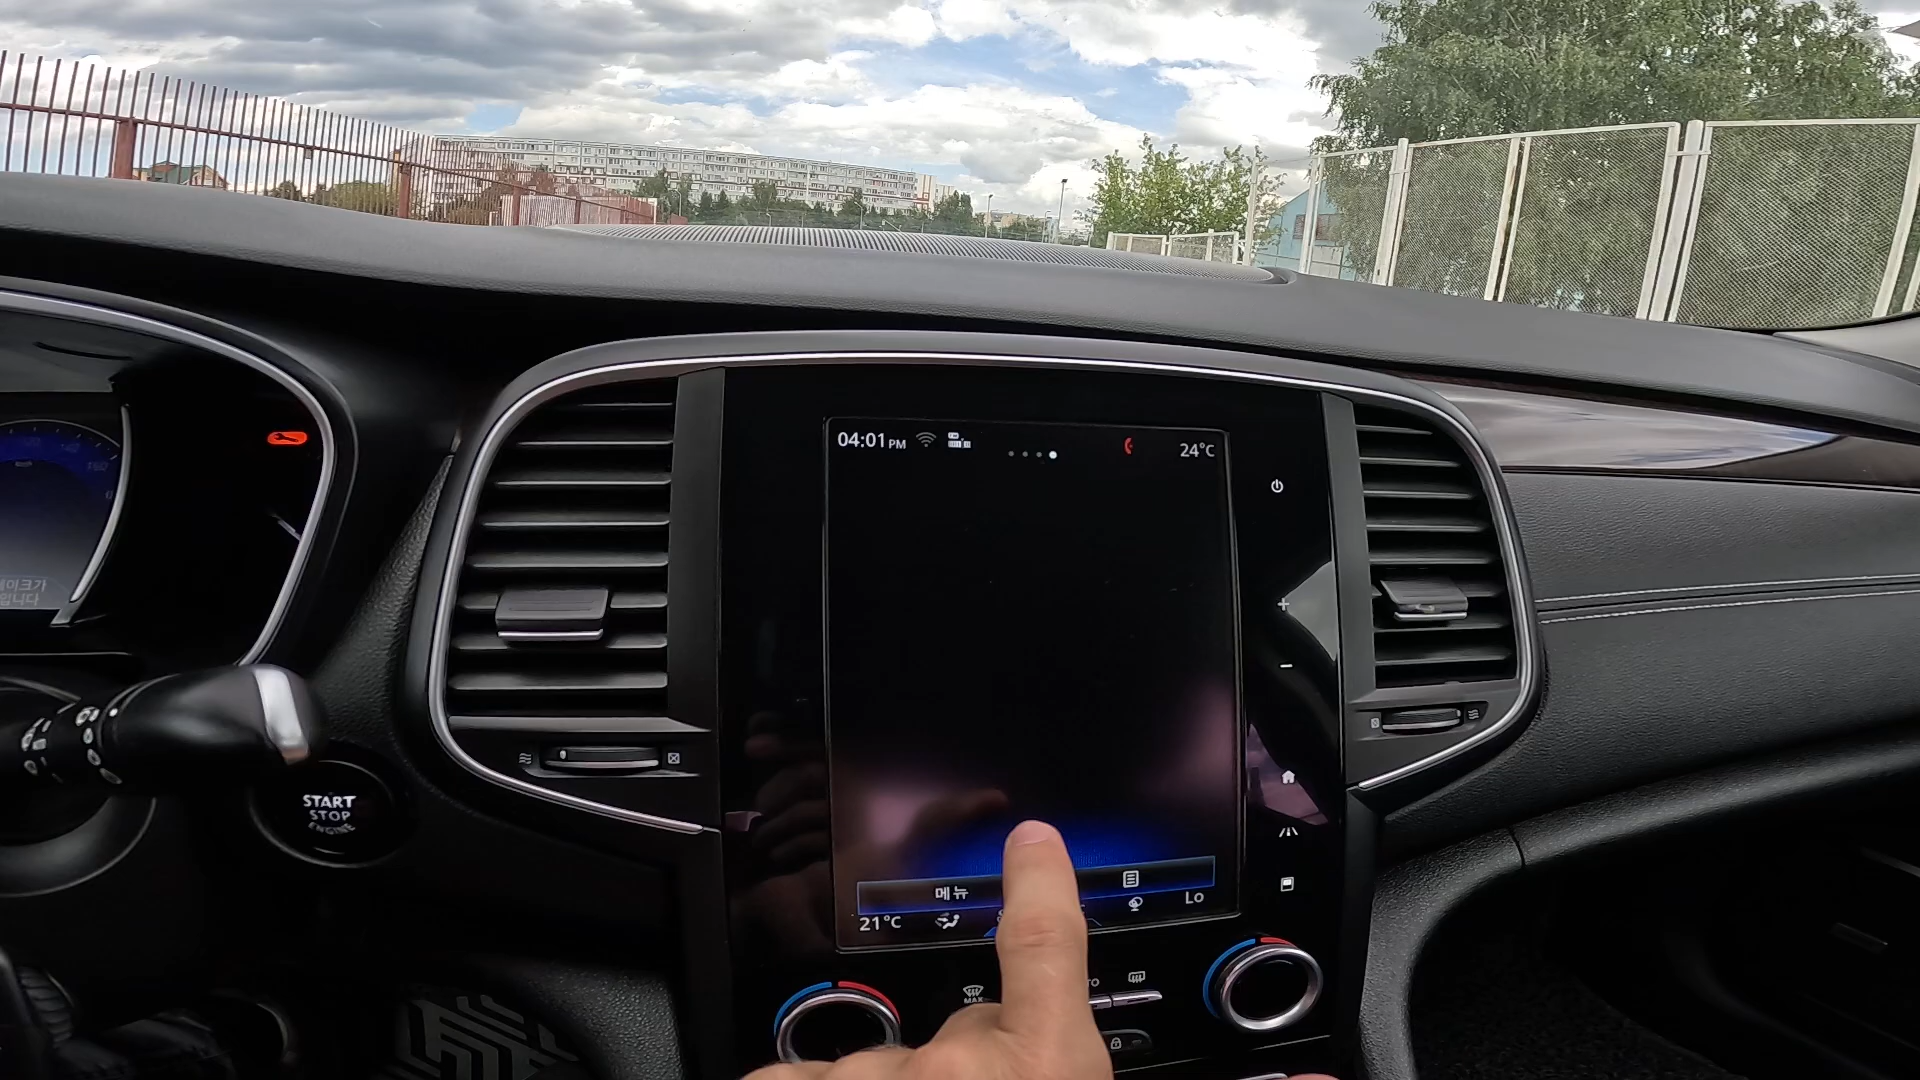 04:01 PM
24°C
메뉴
21°C
Lo
START
STOP
ENGINE
MAX